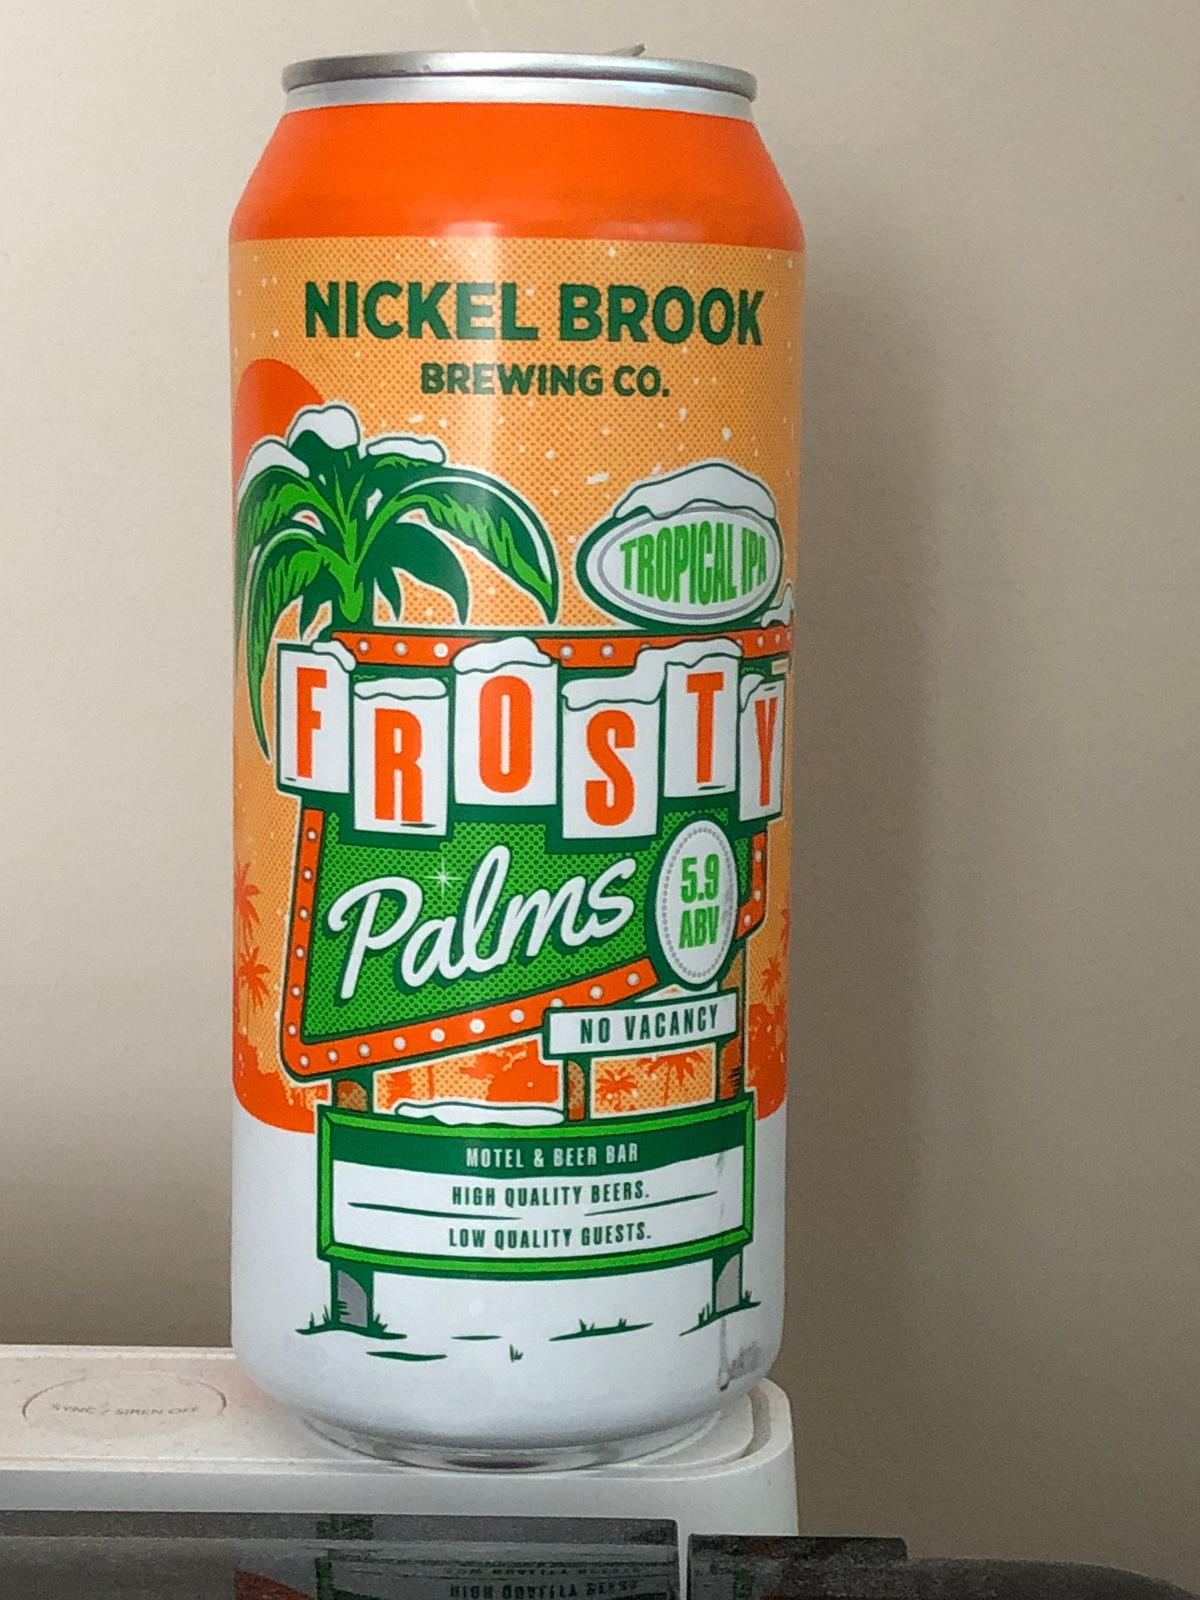 NICKEL BROOK
BREWING CO.
TROPICAL IPA
FROSTY
Palms
5.9
ABV
NO VACANCY
MOTEL & BEER BAR
HIGH QUALITY BEERS.
LOW QUALITY GUESTS.
SYNC / SIREN OFF